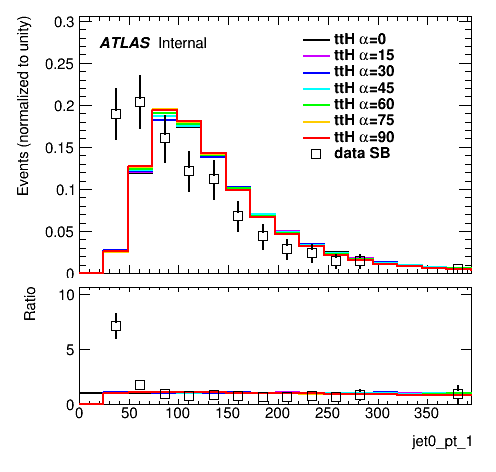 Events (normalized to unity)
0.3
0.25
0.2
0.15
0.1
0.05
0
ATLAS Internal
ttH α=0
ttH α=15
ttH α=30
ttH α=45
ttH α=60
ttH α=75
ttH α=90
data SB
Ratio
10
5
0
0 50 100 150 200 250 300 350
jet0_pt_1